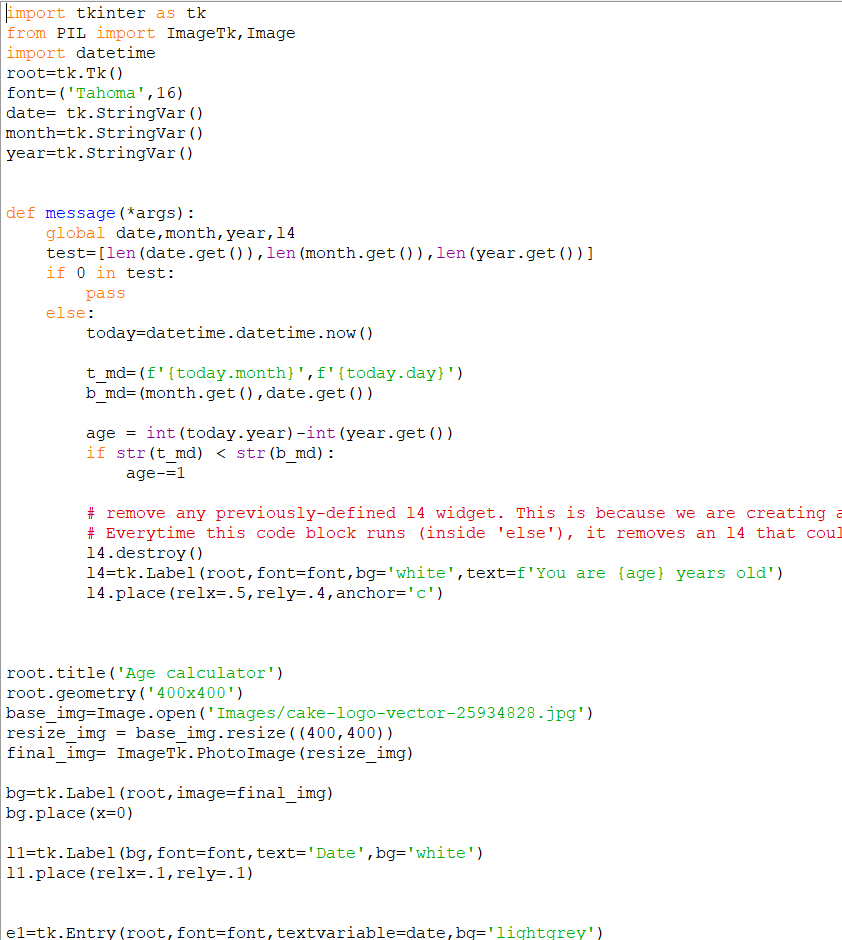 import tkinter as tk
from PIL import ImageTk,Image
import datetime
root=tk.Tk()
font=('Tahoma',16)
date= tk.StringVar()
month=tk.StringVar()
year=tk.StringVar()
def message(*args):
    global date,month,year,l4
    test=[len(date.get()),len(month.get()),len(year.get())]
    if 0 in test:
        pass
    else:
        today=datetime.datetime.now()
        t_md=(f'{today.month}',f'{today.day}')
        b_md=(month.get(),date.get())
        age = int(today.year)-int(year.get())
        if str(t_md) < str(b_md):
            age-=1
        # remove any previously-defined l4 widget. This is because we are creating a
        # Everytime this code block runs (inside 'else'), it removes an l4 that coul
        l4.destroy()
        l4=tk.Label(root,font=font,bg='white',text=f'You are {age} years old')
        l4.place(relx=.5,rely=.4,anchor='c')
root.title('Age calculator')
root.geometry('400x400')
base_img=Image.open('Images/cake-logo-vector-25934828.jpg')
resize_img = base_img.resize((400,400))
final_img= ImageTk.PhotoImage(resize_img)
bg=tk.Label(root,image=final_img)
bg.place(x=0)
l1=tk.Label(bg,font=font,text='Date',bg='white')
l1.place(relx=.1,rely=.1)
e1=tk.Entry(root,font=font,textvariable=date,bg='lightgrey')